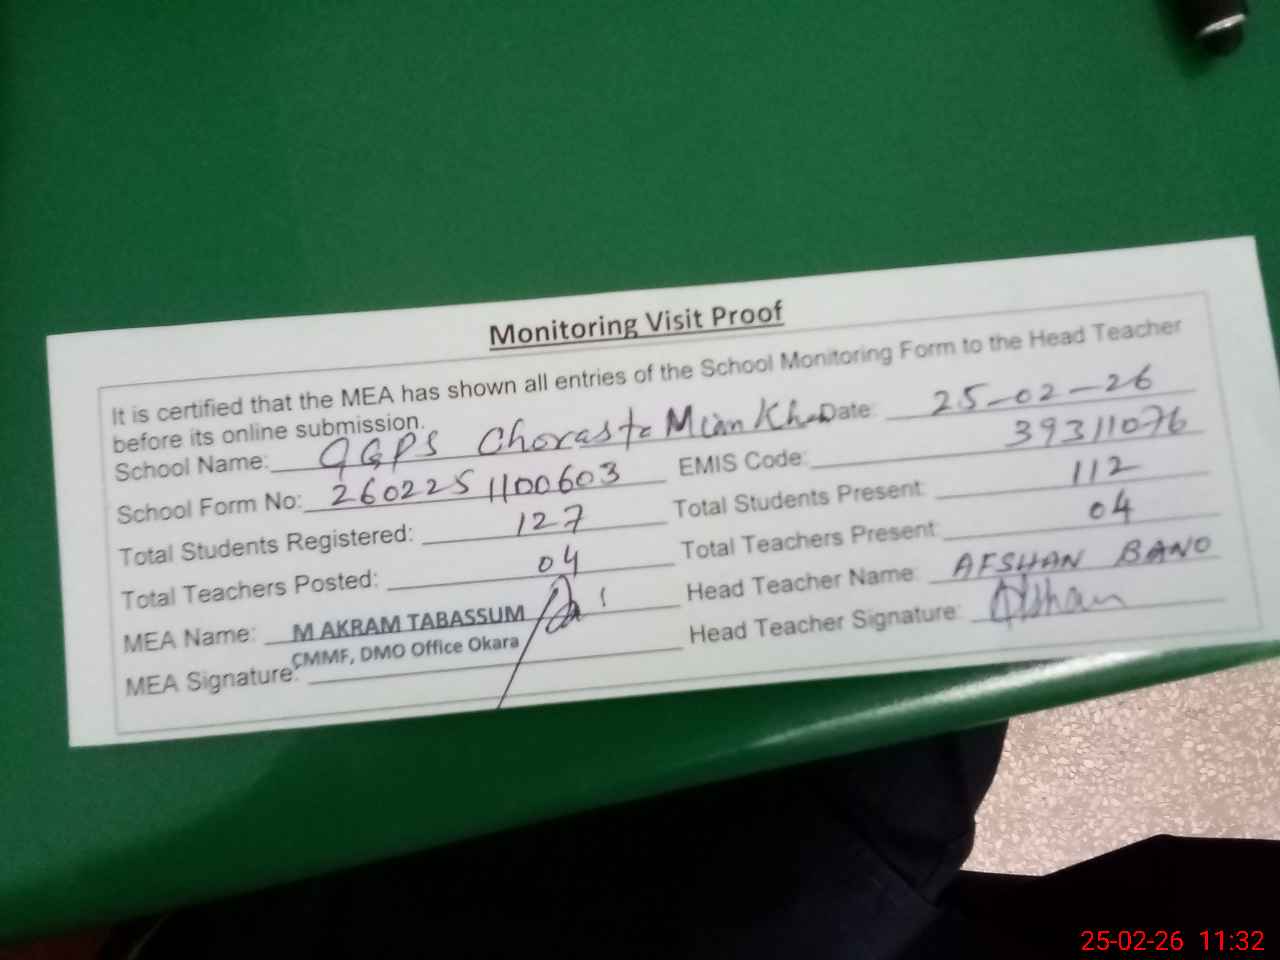 Monitoring Visit Proof
It is certified that the MEA has shown all entries of the School Monitoring Form to the Head Teacher
before its online submission.
School Name: GGPS Chorasta Mian Khan Date: 25-02-26
School Form No: 260225 1100603 EMIS Code: 39311076
Total Students Registered: 127 Total Students Present: 112
Total Teachers Posted: 04 Total Teachers Present: 04
MEA Name: M AKRAM TABASSUM Head Teacher Name: AFSHAN BANO
CMMF, DMO Office Okara
MEA Signature: Head Teacher Signature: Afshan
25-02-26 11:32